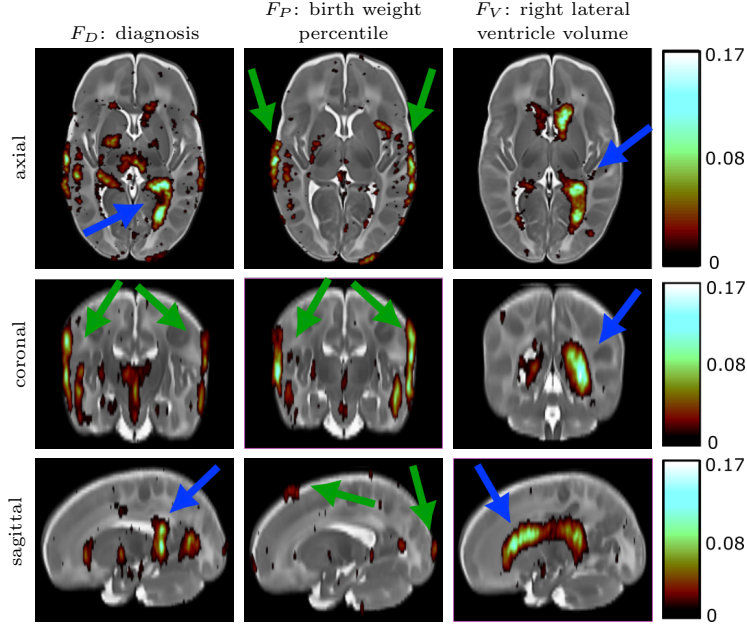 F_D: diagnosis
F_P: birth weight
percentile
F_V: right lateral
ventricle volume
axial
0.17
0.08
0
coronal
0.17
0.08
0
sagittal
0.17
0.08
0